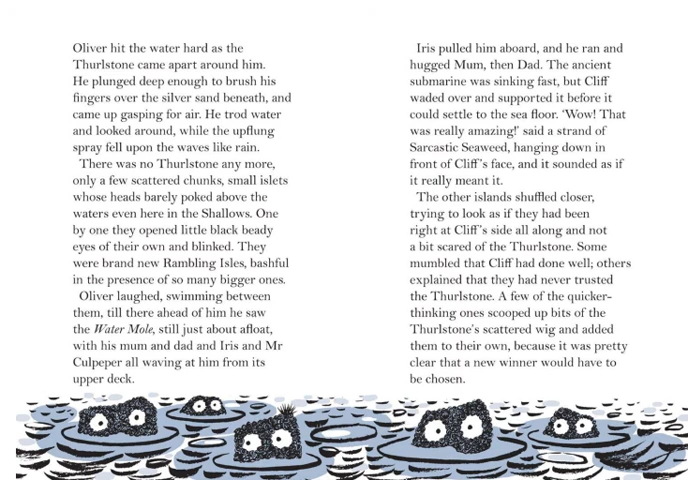 Oliver hit the water hard as the
Thurlstone came apart around him.
He plunged deep enough to brush his
fingers over the silver sand beneath, and
came up gasping for air. He trod water
and looked around, while the upflung
spray fell upon the waves like rain.
There was no Thurlstone any more,
only a few scattered chunks, small islets
whose heads barely poked above the
waters even here in the Shallows. One
by one they opened little black beady
eyes of their own and blinked. They
were brand new Rambling Isles, bashful
in the presence of so many bigger ones.
Oliver laughed, swimming between
them, till there ahead of him he saw
the Water Mole, still just about afloat,
with his mum and dad and Iris and Mr
Culpeper all waving at him from its
upper deck.
Iris pulled him aboard, and he ran and
hugged Mum, then Dad. The ancient
submarine was sinking fast, but Cliff
waded over and supported it before it
could settle to the sea floor. ‘Wow! That
was really amazing!’ said a strand of
Sarcastic Seaweed, hanging down in
front of Cliff’s face, and it sounded as if
it really meant it.
The other islands shuffled closer,
trying to look as if they had been
right at Cliff’s side all along and not
a bit scared of the Thurlstone. Some
mumbled that Cliff had done well; others
explained that they had never trusted
the Thurlstone. A few of the quicker-
thinking ones scooped up bits of the
Thurlstone’s scattered wig and added
them to their own, because it was pretty
clear that a new winner would have to
be chosen.